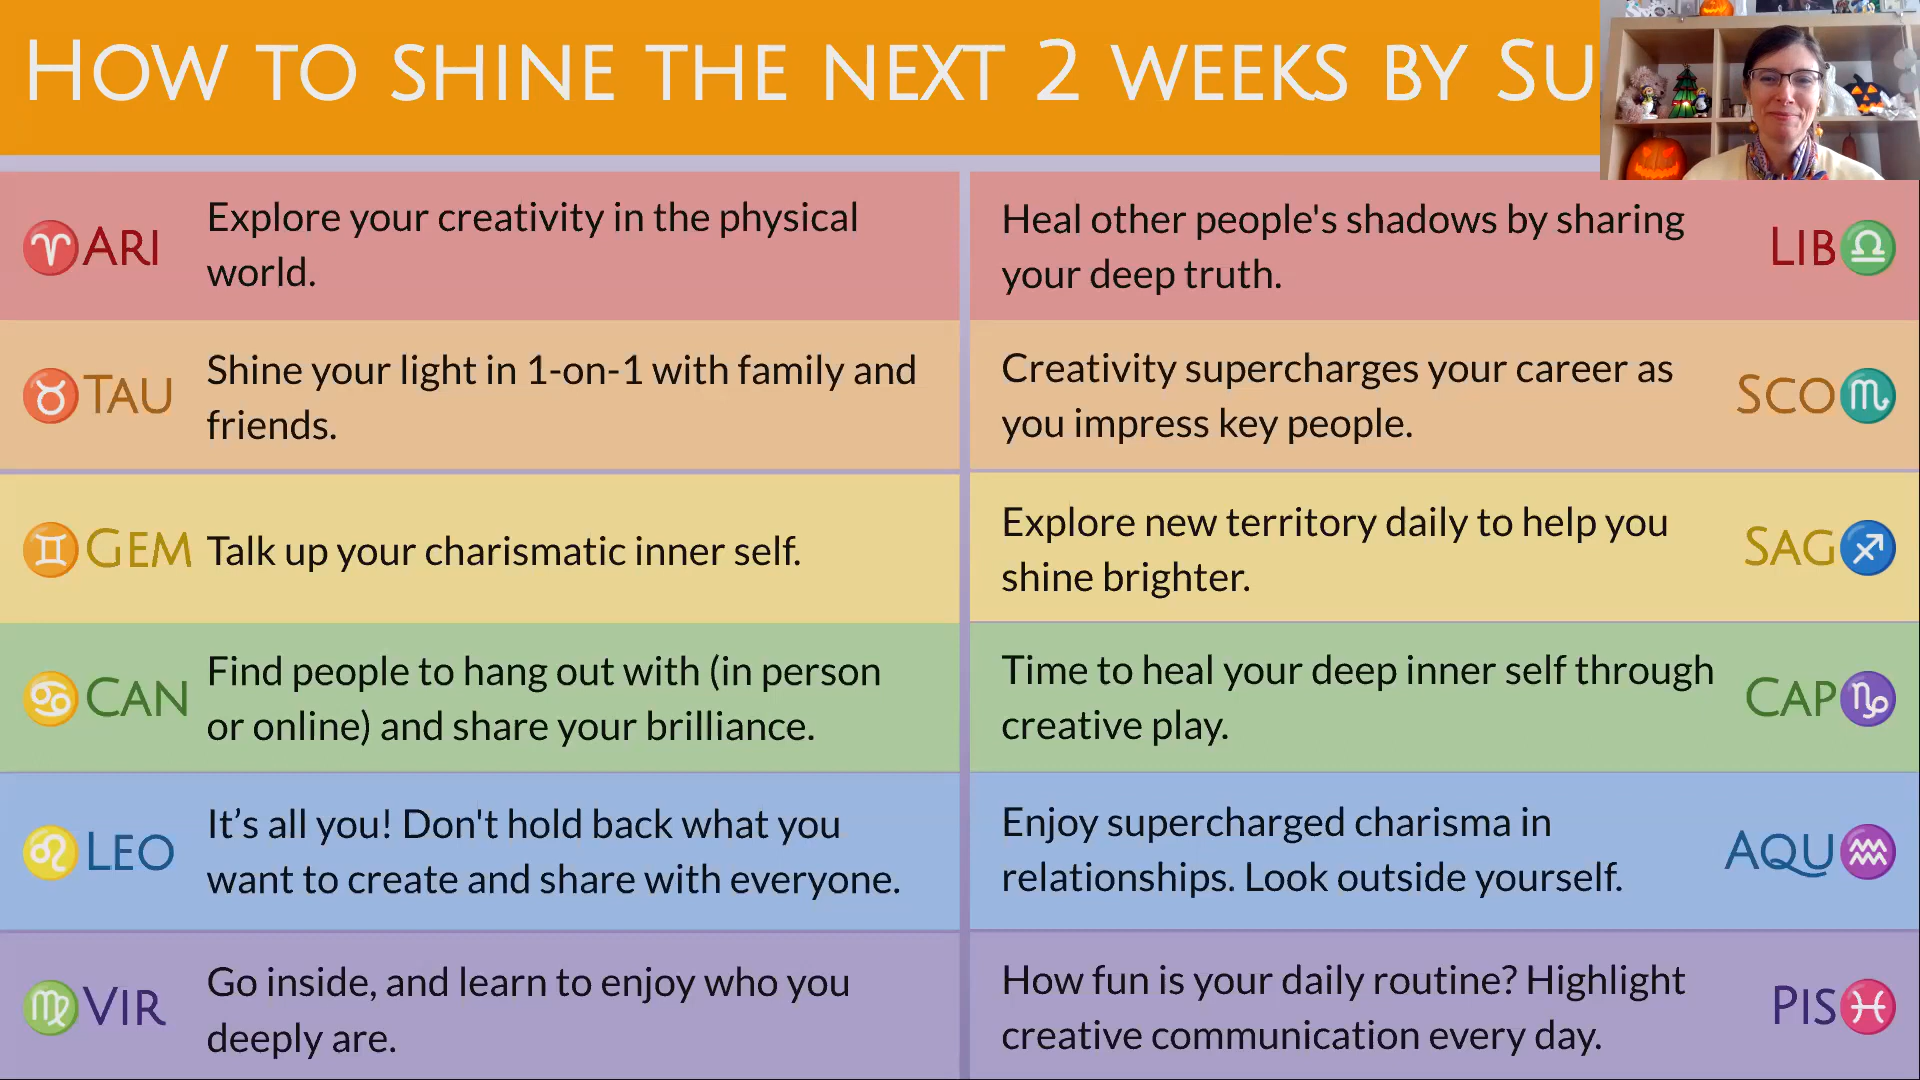 HOW TO SHINE THE NEXT 2 WEEKS BY SU
ARI
Explore your creativity in the physical
world.
Heal other people's shadows by sharing
your deep truth.
LIB
TAU
Shine your light in 1-on-1 with family and
friends.
Creativity supercharges your career as
you impress key people.
SCO
GEM
Talk up your charismatic inner self.
Explore new territory daily to help you
shine brighter.
SAG
CAN
Find people to hang out with (in person
or online) and share your brilliance.
Time to heal your deep inner self through
creative play.
CAP
LEO
It’s all you! Don't hold back what you
want to create and share with everyone.
Enjoy supercharged charisma in
relationships. Look outside yourself.
AQU
VIR
Go inside, and learn to enjoy who you
deeply are.
How fun is your daily routine? Highlight
creative communication every day.
PIS